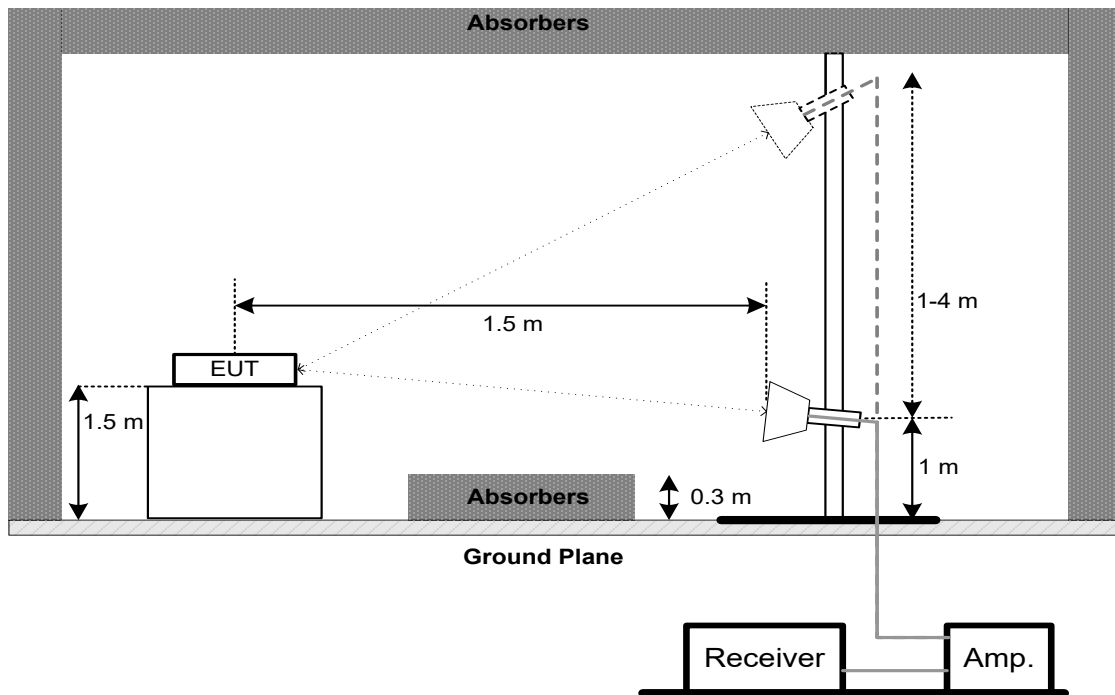 Absorbers
1-4 m
1.5 m
EUT
1.5 m
1 m
Absorbers
0.3 m
Ground Plane
Receiver
Amp.